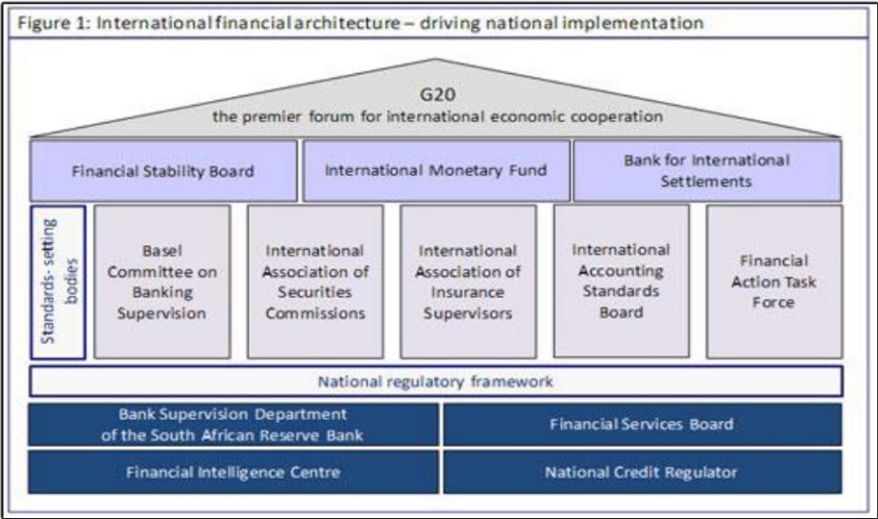 Figure 1: International financial architecture – driving national implementation
G20
the premier forum for international economic cooperation
Financial Stability Board
International Monetary Fund
Bank for International
Settlements
Standards- setting
bodies
Basel
Committee on
Banking
Supervision
International
Association of
Securities
Commissions
International
Association of
Insurance
Supervisors
International
Accounting
Standards
Board
Financial
Action Task
Force
National regulatory framework
Bank Supervision Department
of the South African Reserve Bank
Financial Services Board
Financial Intelligence Centre
National Credit Regulator